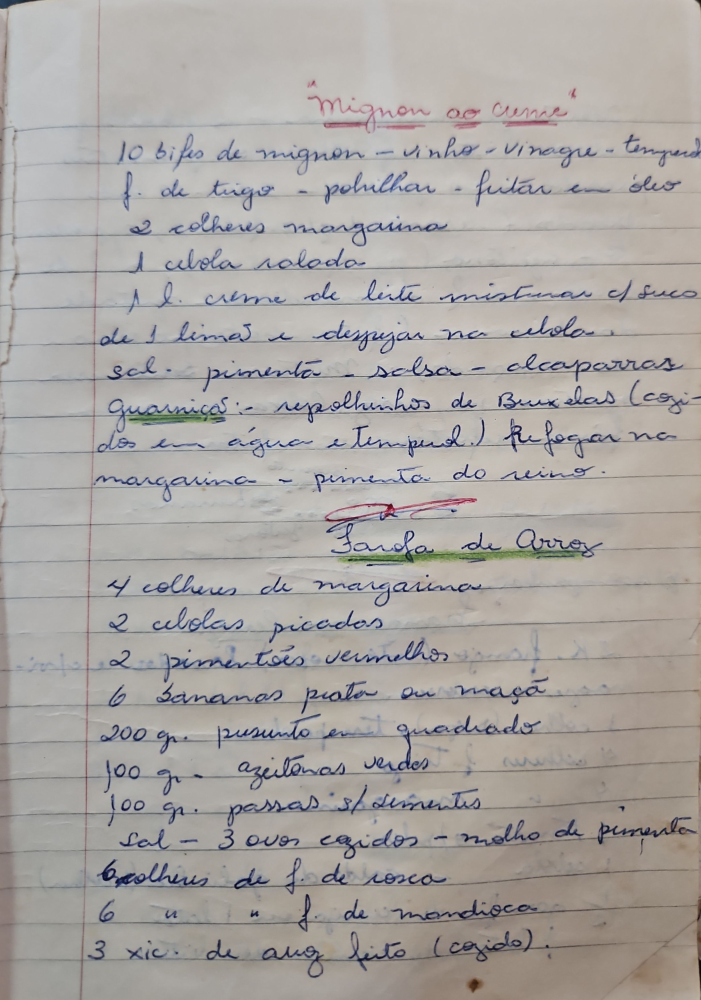 "Mignon ao creme"
10 bifes de mignon - vinho - vinagre - temperos
f. de trigo - polvilhar - fritar em óleo
2 colheres margarina
1 cebola ralada
1 l. creme de leite misturar c/ suco
de 1 limão e despejar na cebola.
sal - pimenta - salsa - alcaparras
Guarnição:- repolhinhos de Bruxelas (cozi-
dos em água e temperad.) Refogar na
margarina - pimenta do reino.
Farofa de Arroz
4 colheres de margarina
2 cebolas picadas
2 pimentões vermelhos
6 bananas prata ou maçã
200 gr. presunto em quadrado
100 gr. azeitonas verdes
100 gr. passas s/ sementes
sal - 3 ovos cozidos - molho de pimenta
6 colheres de f. de rosca
6 " " f. de mandioca
3 xic. de arroz feito (cozido).